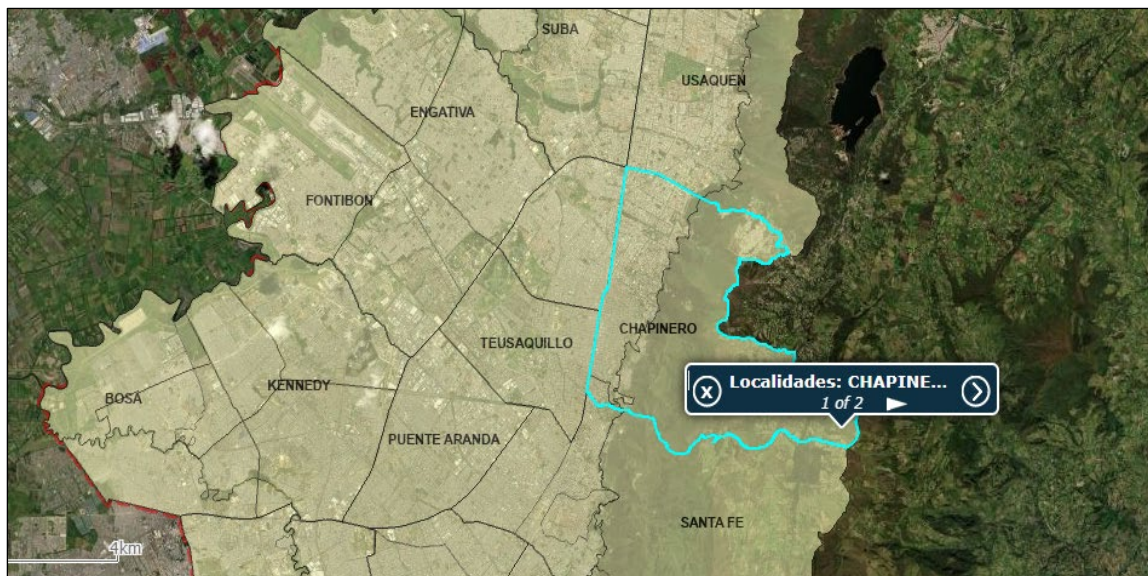 SUBA
USAQUEN
ENGATIVA
FONTIBON
CHAPINERO
TEUSAQUILLO
x Localidades: CHAPINE...
1 of 2
KENNEDY
BOSA
PUENTE ARANDA
SANTA FE
4km